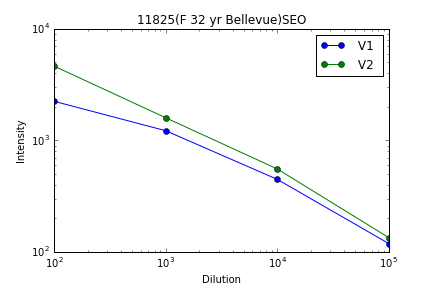 11825(F 32 yr Bellevue)SEO
10^4
10^3
10^2
Intensity
V1
V2
10^2 10^3 10^4 10^5
Dilution